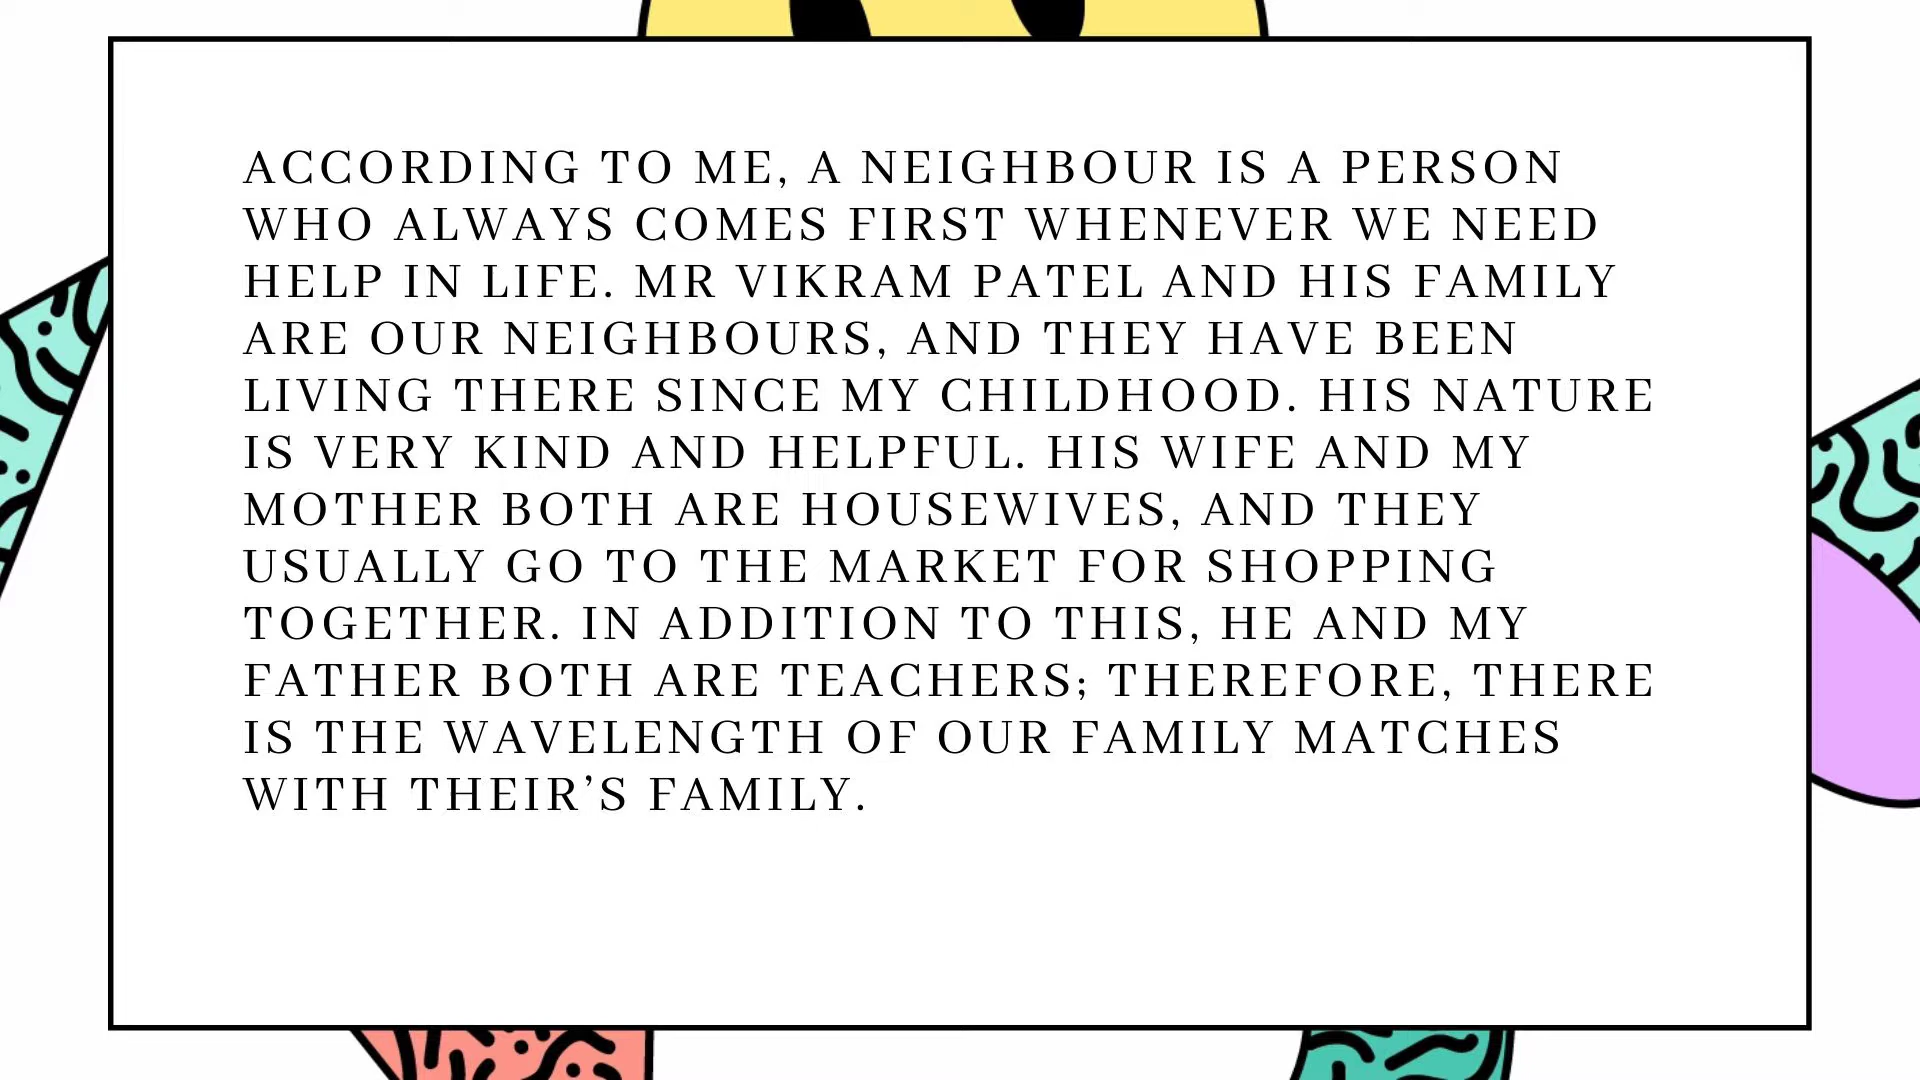 ACCORDING TO ME, A NEIGHBOUR IS A PERSON
WHO ALWAYS COMES FIRST WHENEVER WE NEED
HELP IN LIFE. MR VIKRAM PATEL AND HIS FAMILY
ARE OUR NEIGHBOURS, AND THEY HAVE BEEN
LIVING THERE SINCE MY CHILDHOOD. HIS NATURE
IS VERY KIND AND HELPFUL. HIS WIFE AND MY
MOTHER BOTH ARE HOUSEWIVES, AND THEY
USUALLY GO TO THE MARKET FOR SHOPPING
TOGETHER. IN ADDITION TO THIS, HE AND MY
FATHER BOTH ARE TEACHERS; THEREFORE, THERE
IS THE WAVELENGTH OF OUR FAMILY MATCHES
WITH THEIR’S FAMILY.